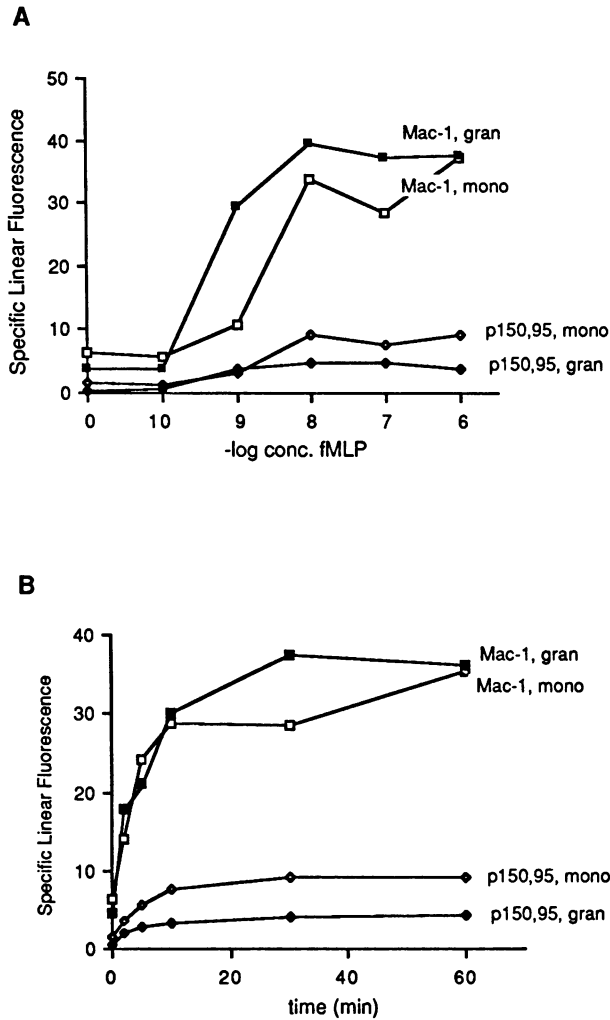 A
50
40
30
20
10
0
Specific Linear Fluorescence
Mac-1, gran
Mac-1, mono
p150,95, mono
p150,95, gran
0 10 9 8 7 6
-log conc. fMLP
B
40
30
20
10
0
Specific Linear Fluorescence
Mac-1, gran
Mac-1, mono
p150,95, mono
p150,95, gran
0 20 40 60
time (min)